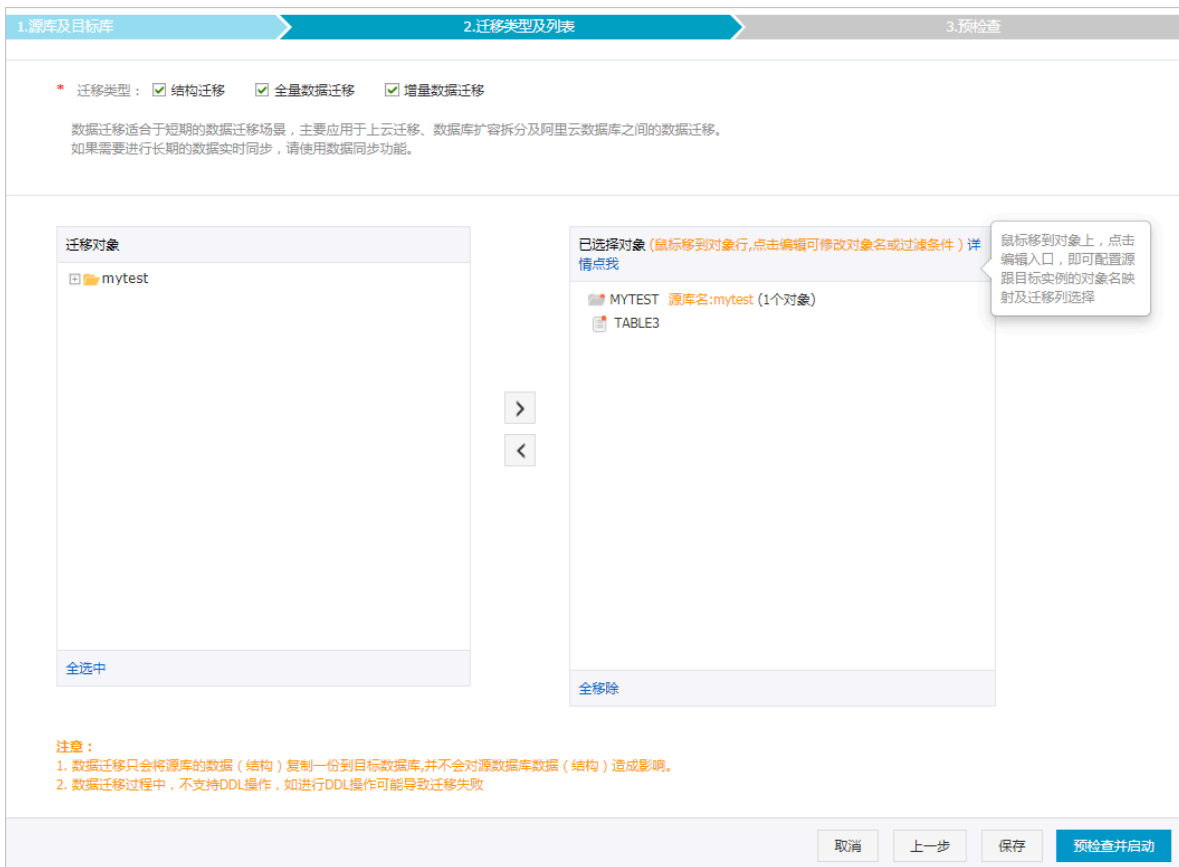 1.源库及目标库
2.迁移类型及列表
3.预检查
* 迁移类型： 结构迁移 全量数据迁移 增量数据迁移
数据迁移适合于短期的数据迁移场景，主要应用于上云迁移、数据库扩容拆分及阿里云数据库之间的数据迁移。
如果需要进行长期的数据实时同步，请使用数据同步功能。
迁移对象
mytest
全选中
>
<
已选择对象 (鼠标移到对象行,点击编辑可修改对象名或过滤条件）详
情点我
MYTEST 源库名:mytest (1个对象)
TABLE3
全移除
鼠标移到对象上，点击
编辑入口，即可配置源
跟目标实例的对象名映
射及迁移列选择
注意：
1. 数据迁移只会将源库的数据（结构）复制一份到目标数据库,并不会对源数据库数据（结构）造成影响。
2. 数据迁移过程中，不支持DDL操作，如进行DDL操作可能导致迁移失败
取消
上一步
保存
预检查并启动